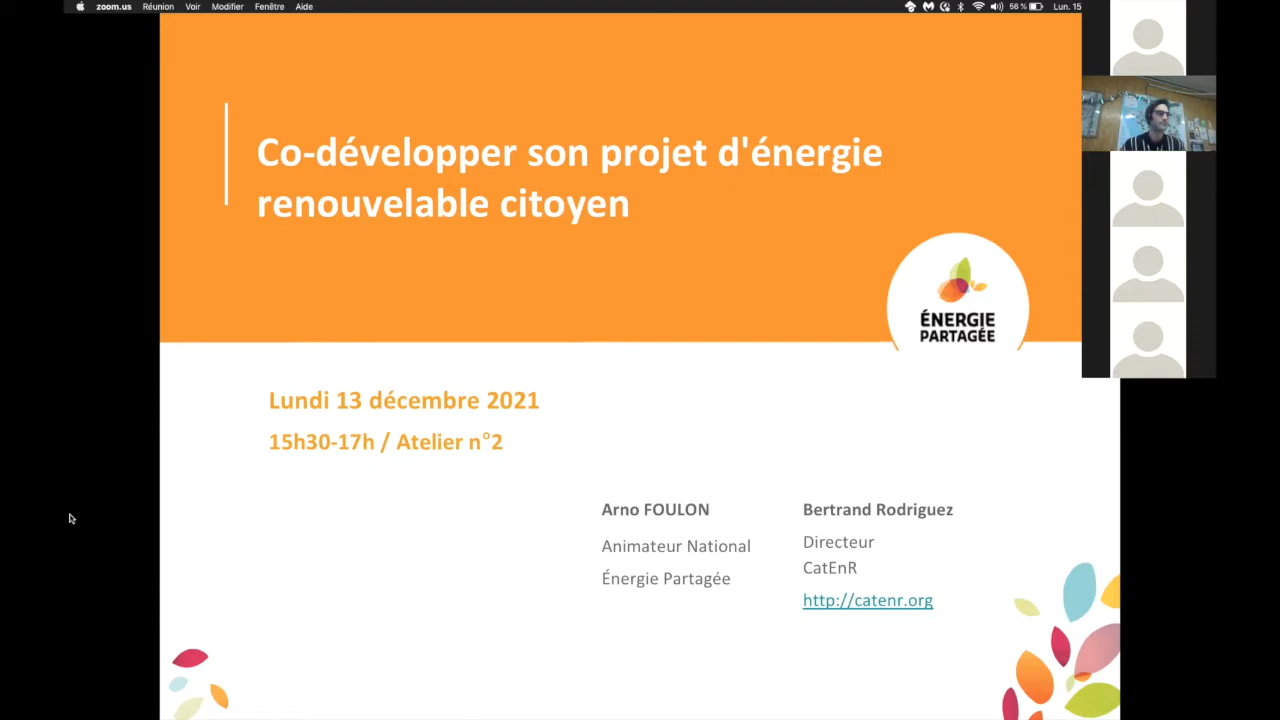 zoom.us Réunion Voir Modifier Fenêtre Aide 56 % Lun. 15
Co-développer son projet d'énergie
renouvelable citoyen
ÉNERGIE
PARTAGÉE
Lundi 13 décembre 2021
15h30-17h / Atelier n°2
Arno FOULON
Animateur National
Énergie Partagée
Bertrand Rodriguez
Directeur
CatEnR
http://catenr.org